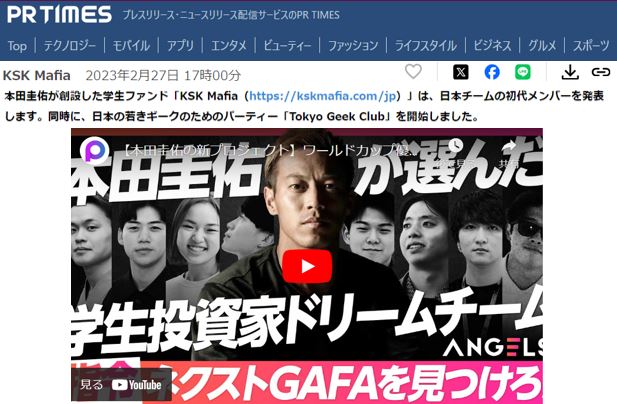 PR TIMES プレスリリース・ニュースリリース配信サービスのPR TIMES
Top テクノロジー モバイル アプリ エンタメ ビューティー ファッション ライフスタイル ビジネス グルメ スポーツ
KSK Mafia 2023年2月27日 17時00分
本田圭佑が創設した学生ファンド「KSK Mafia（https://kskmafia.com/jp）」は、日本チームの初代メンバーを発表
します。同時に、日本の若きギークのためのパーティー「Tokyo Geek Club」を開始しました。
【本田圭佑の新プロジェクト】ワールドカップ優...
共有
本田圭佑が選んだ
学生投資家ドリームチーム
ANGELS
指令 ネクストGAFAを見つけろ
見る YouTube